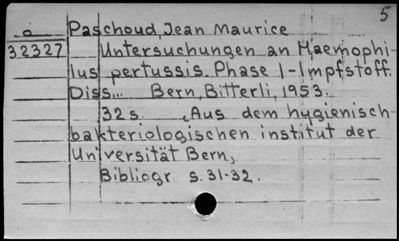 5
a Paschoud, Jean Maurice
32327 Untersuchungen an Haemophi-
lus pertussis. Phase I-Impfstoff.
Diss... Bern, Bitterli, 1953.
32 s. „Aus dem hygienisch-
bakteriologischen institut der
Universität Bern,
Bibliogr s. 31-32.